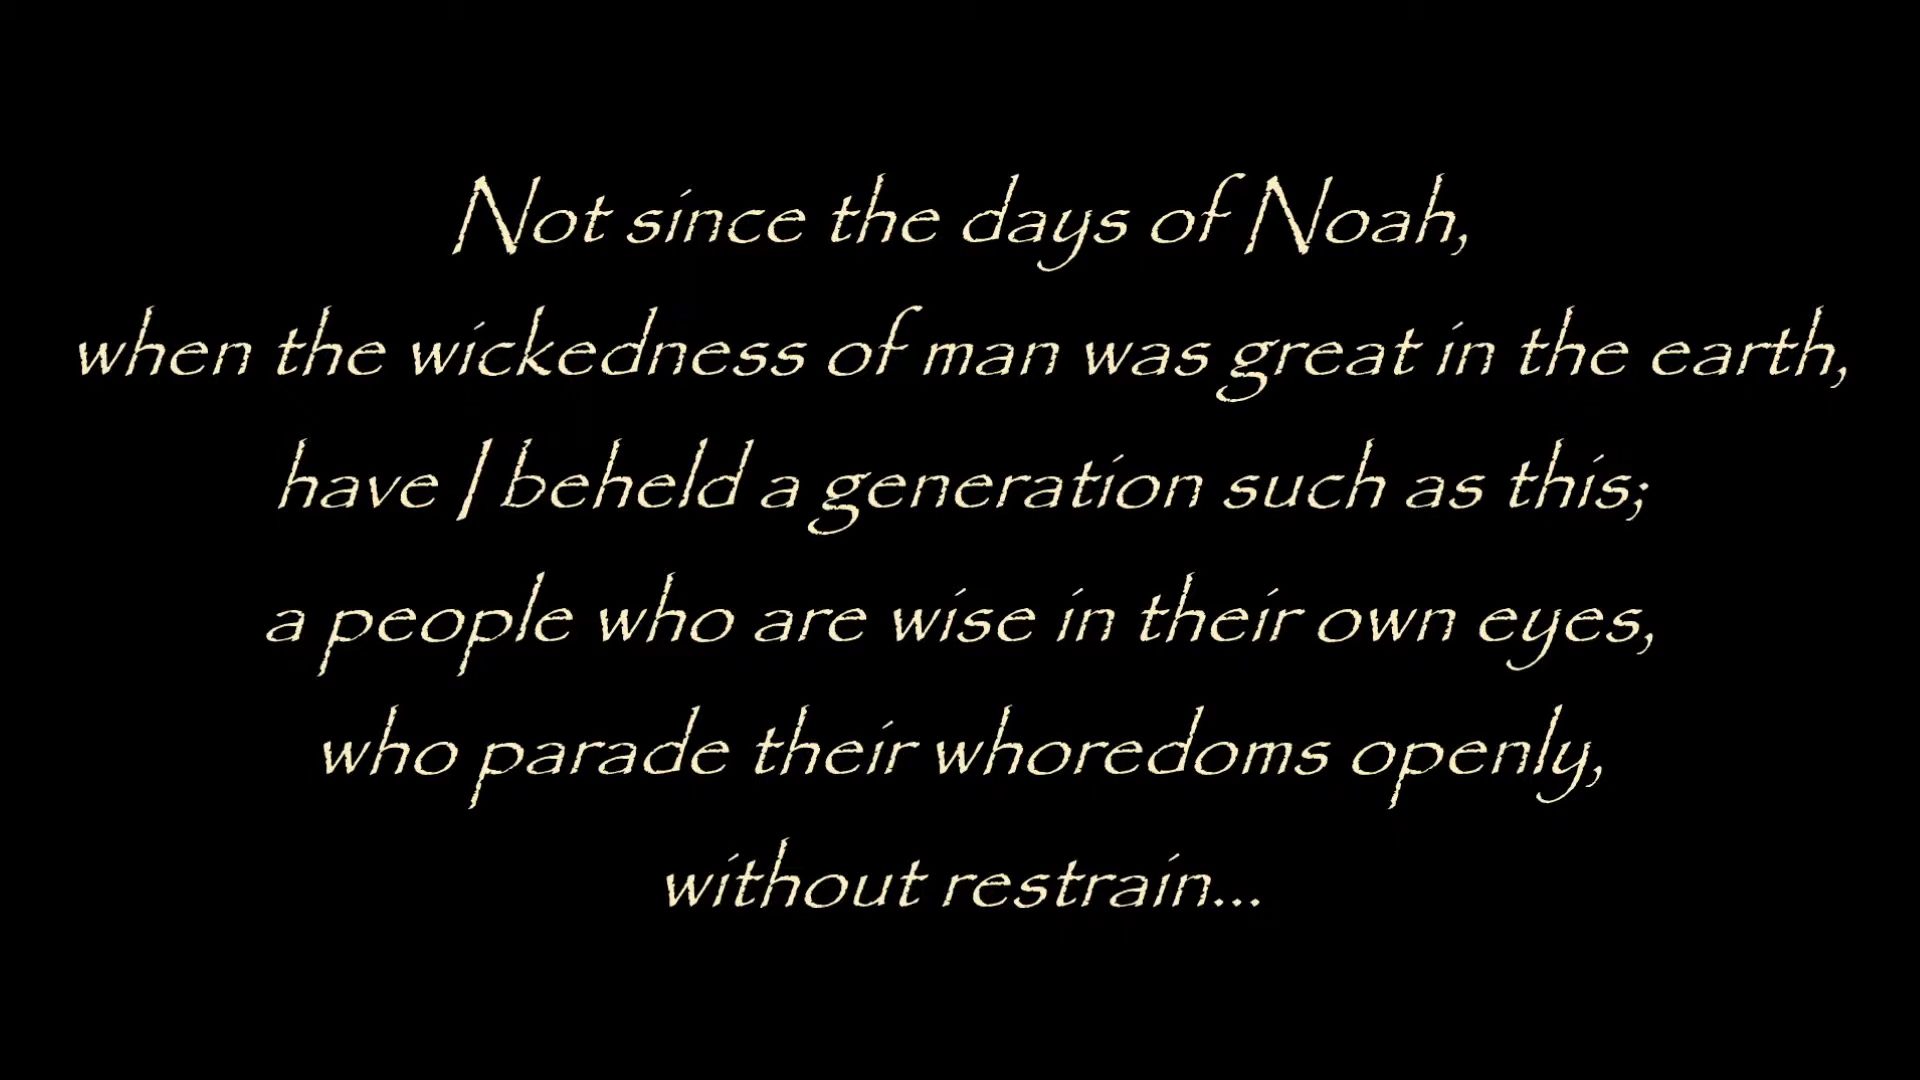 Not since the days of Noah,
when the wickedness of man was great in the earth,
have I beheld a generation such as this;
a people who are wise in their own eyes,
who parade their whoredoms openly,
without restrain...